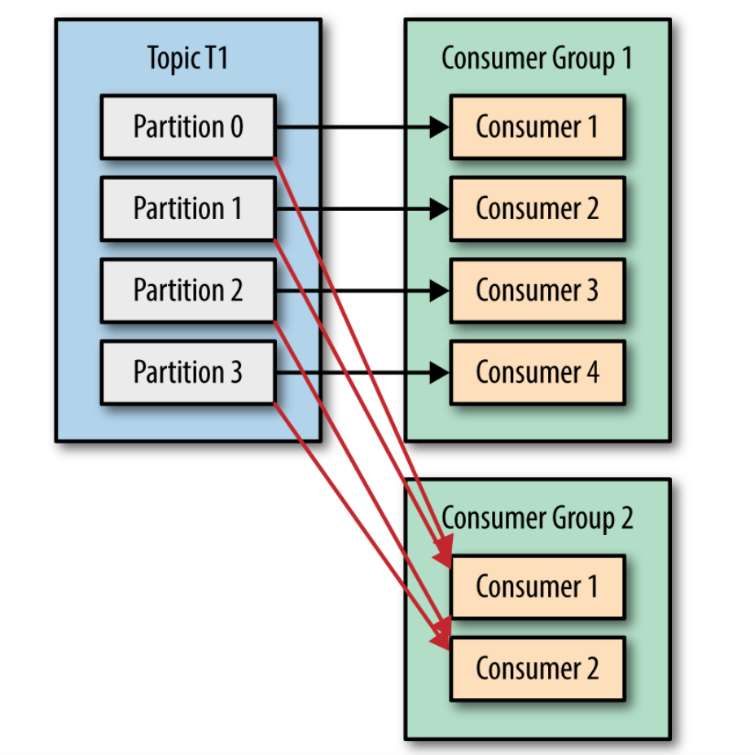 Topic T1
Partition 0
Partition 1
Partition 2
Partition 3
Consumer Group 1
Consumer 1
Consumer 2
Consumer 3
Consumer 4
Consumer Group 2
Consumer 1
Consumer 2